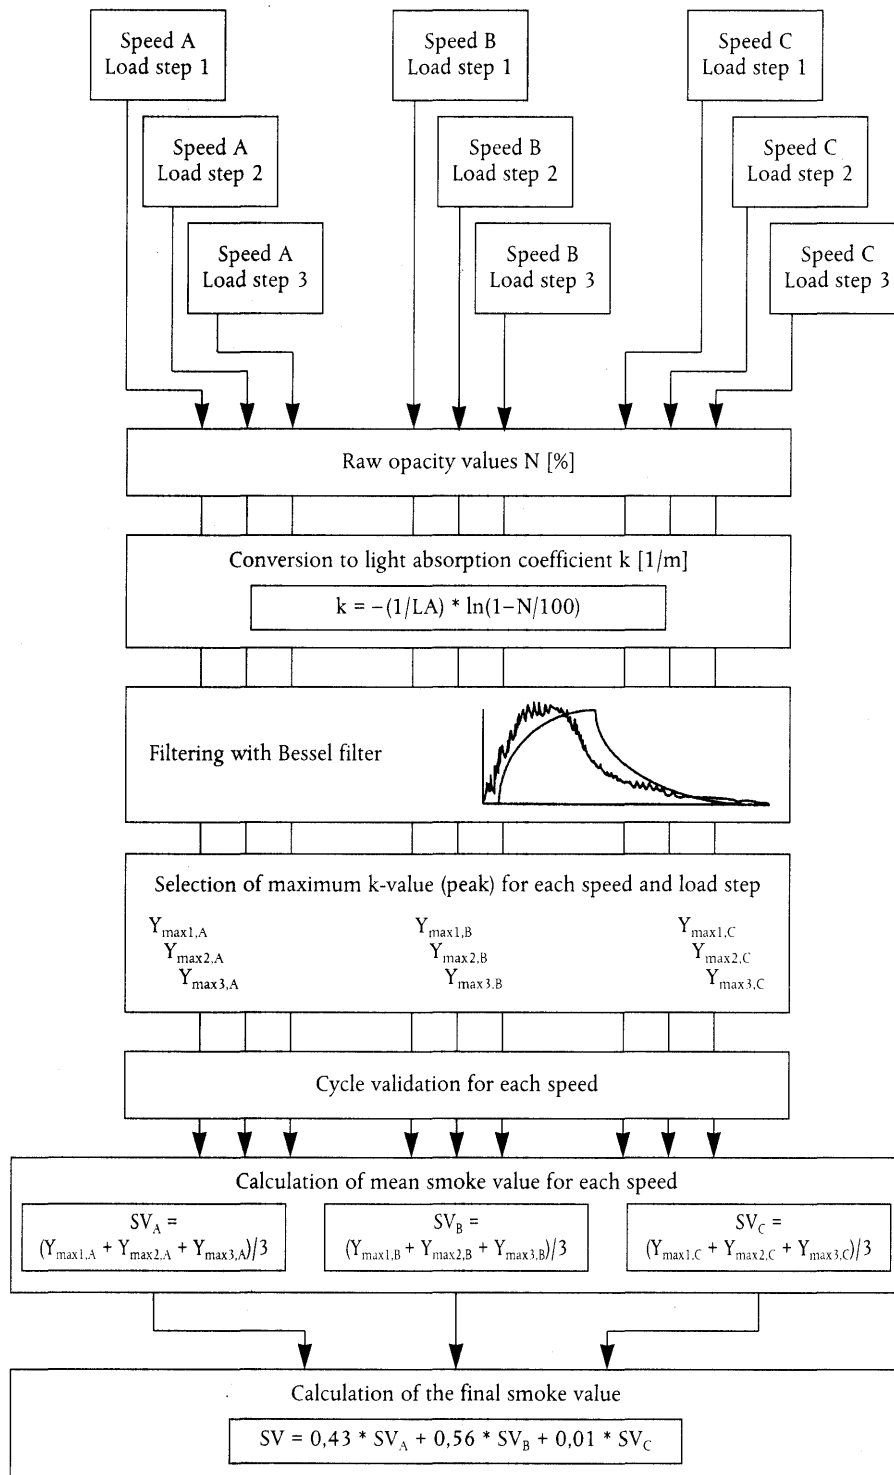 Speed A
Load step 1
Speed B
Load step 1
Speed C
Load step 1
Speed A
Load step 2
Speed B
Load step 2
Speed C
Load step 2
Speed A
Load step 3
Speed B
Load step 3
Speed C
Load step 3
Raw opacity values N [%]
Conversion to light absorption coefficient k [1/m]
k = –(1/LA) * ln(1–N/100)
Filtering with Bessel filter
Selection of maximum k-value (peak) for each speed and load step
Ymax1,A Ymax1,B Ymax1,C
Ymax2,A Ymax2,B Ymax2,C
Ymax3,A Ymax3.B Ymax3,C
Cycle validation for each speed
Calculation of mean smoke value for each speed
SVA =
(Ymax1,A + Ymax2,A + Ymax3,A)/3
SVB =
(Ymax1,B + Ymax2,B + Ymax3,B)/3
SVC =
(Ymax1,C + Ymax2,C + Ymax3,C)/3
Calculation of the final smoke value
SV = 0,43 * SVA + 0,56 * SVB + 0,01 * SVC